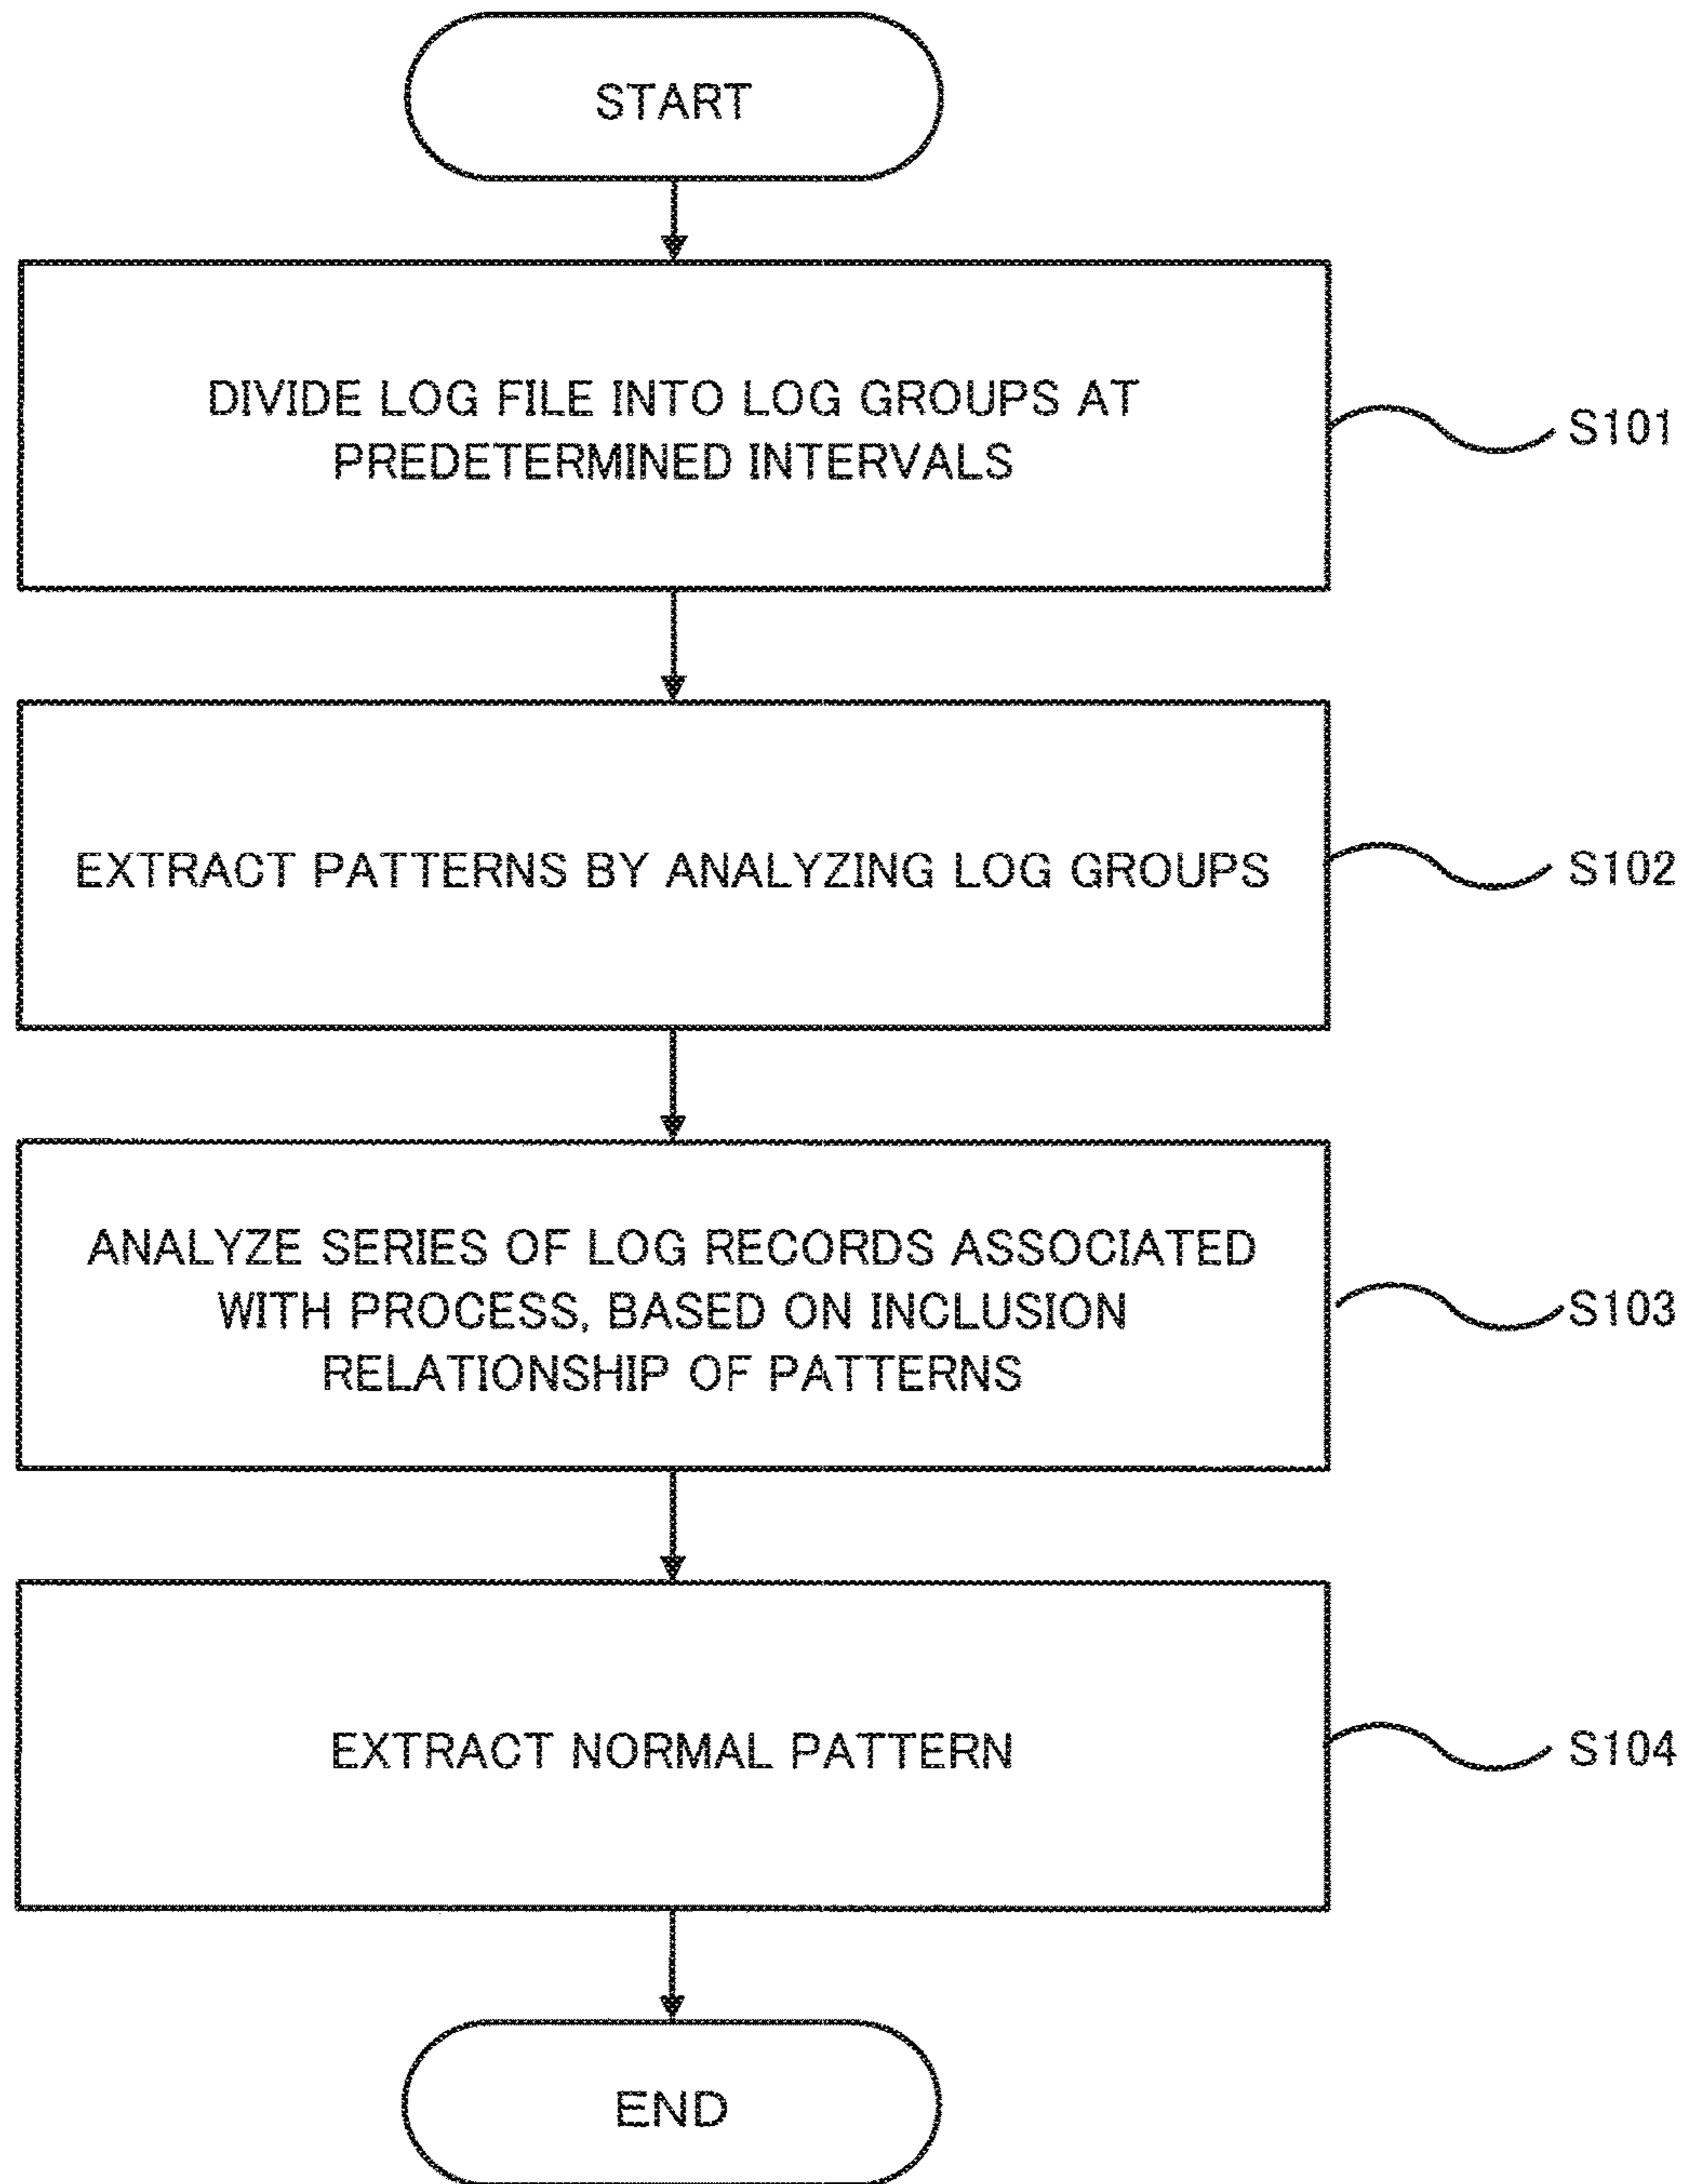 START
DIVIDE LOG FILE INTO LOG GROUPS AT
PREDETERMINED INTERVALS
S101
EXTRACT PATTERNS BY ANALYZING LOG GROUPS
S102
ANALYZE SERIES OF LOG RECORDS ASSOCIATED
WITH PROCESS, BASED ON INCLUSION
RELATIONSHIP OF PATTERNS
S103
EXTRACT NORMAL PATTERN
S104
END